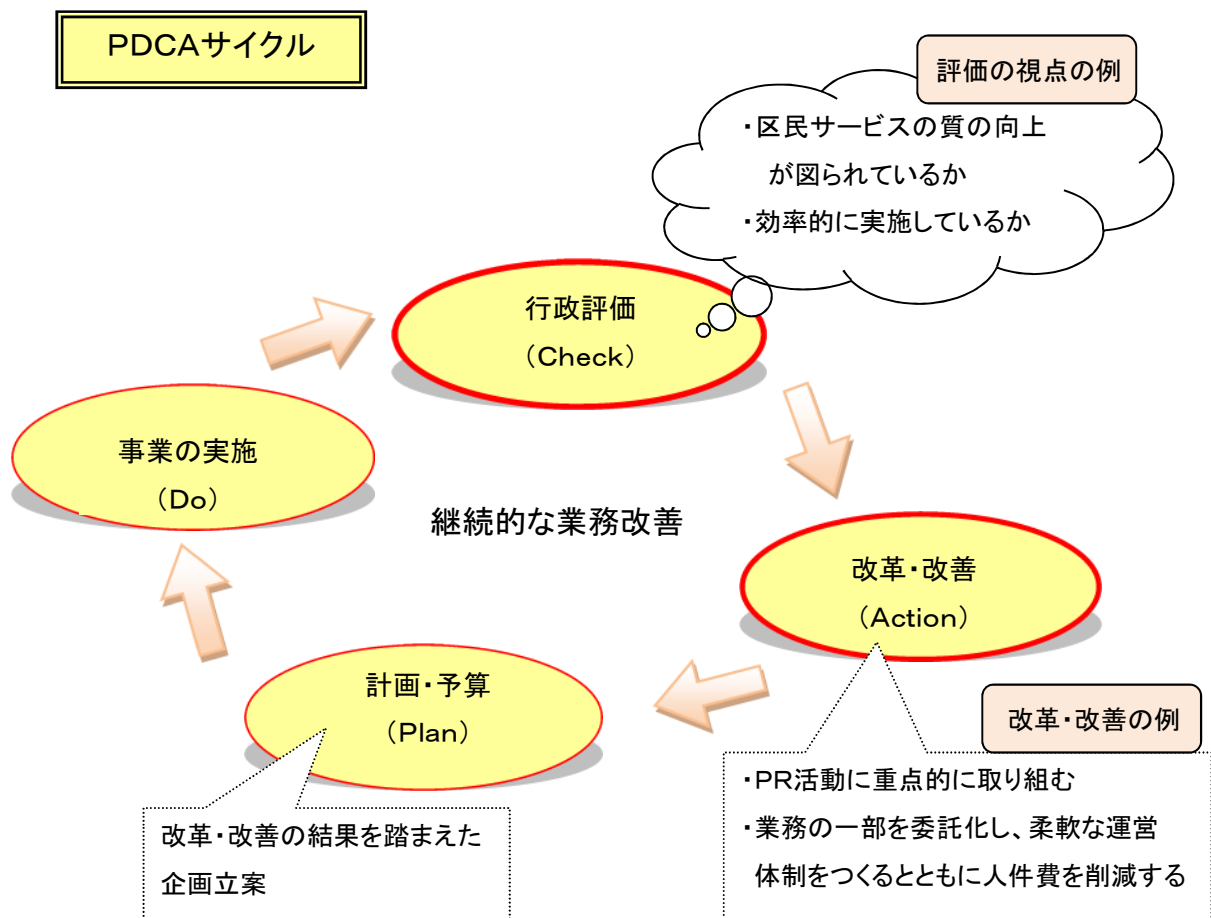 PDCAサイクル
評価の視点の例
・区民サービスの質の向上
が図られているか
・効率的に実施しているか
行政評価
（Check）
事業の実施
（Do）
継続的な業務改善
改革・改善
（Action）
計画・予算
（Plan）
改革・改善の例
・PR活動に重点的に取り組む
・業務の一部を委託化し、柔軟な運営
体制をつくるとともに人件費を削減する
改革・改善の結果を踏まえた
企画立案